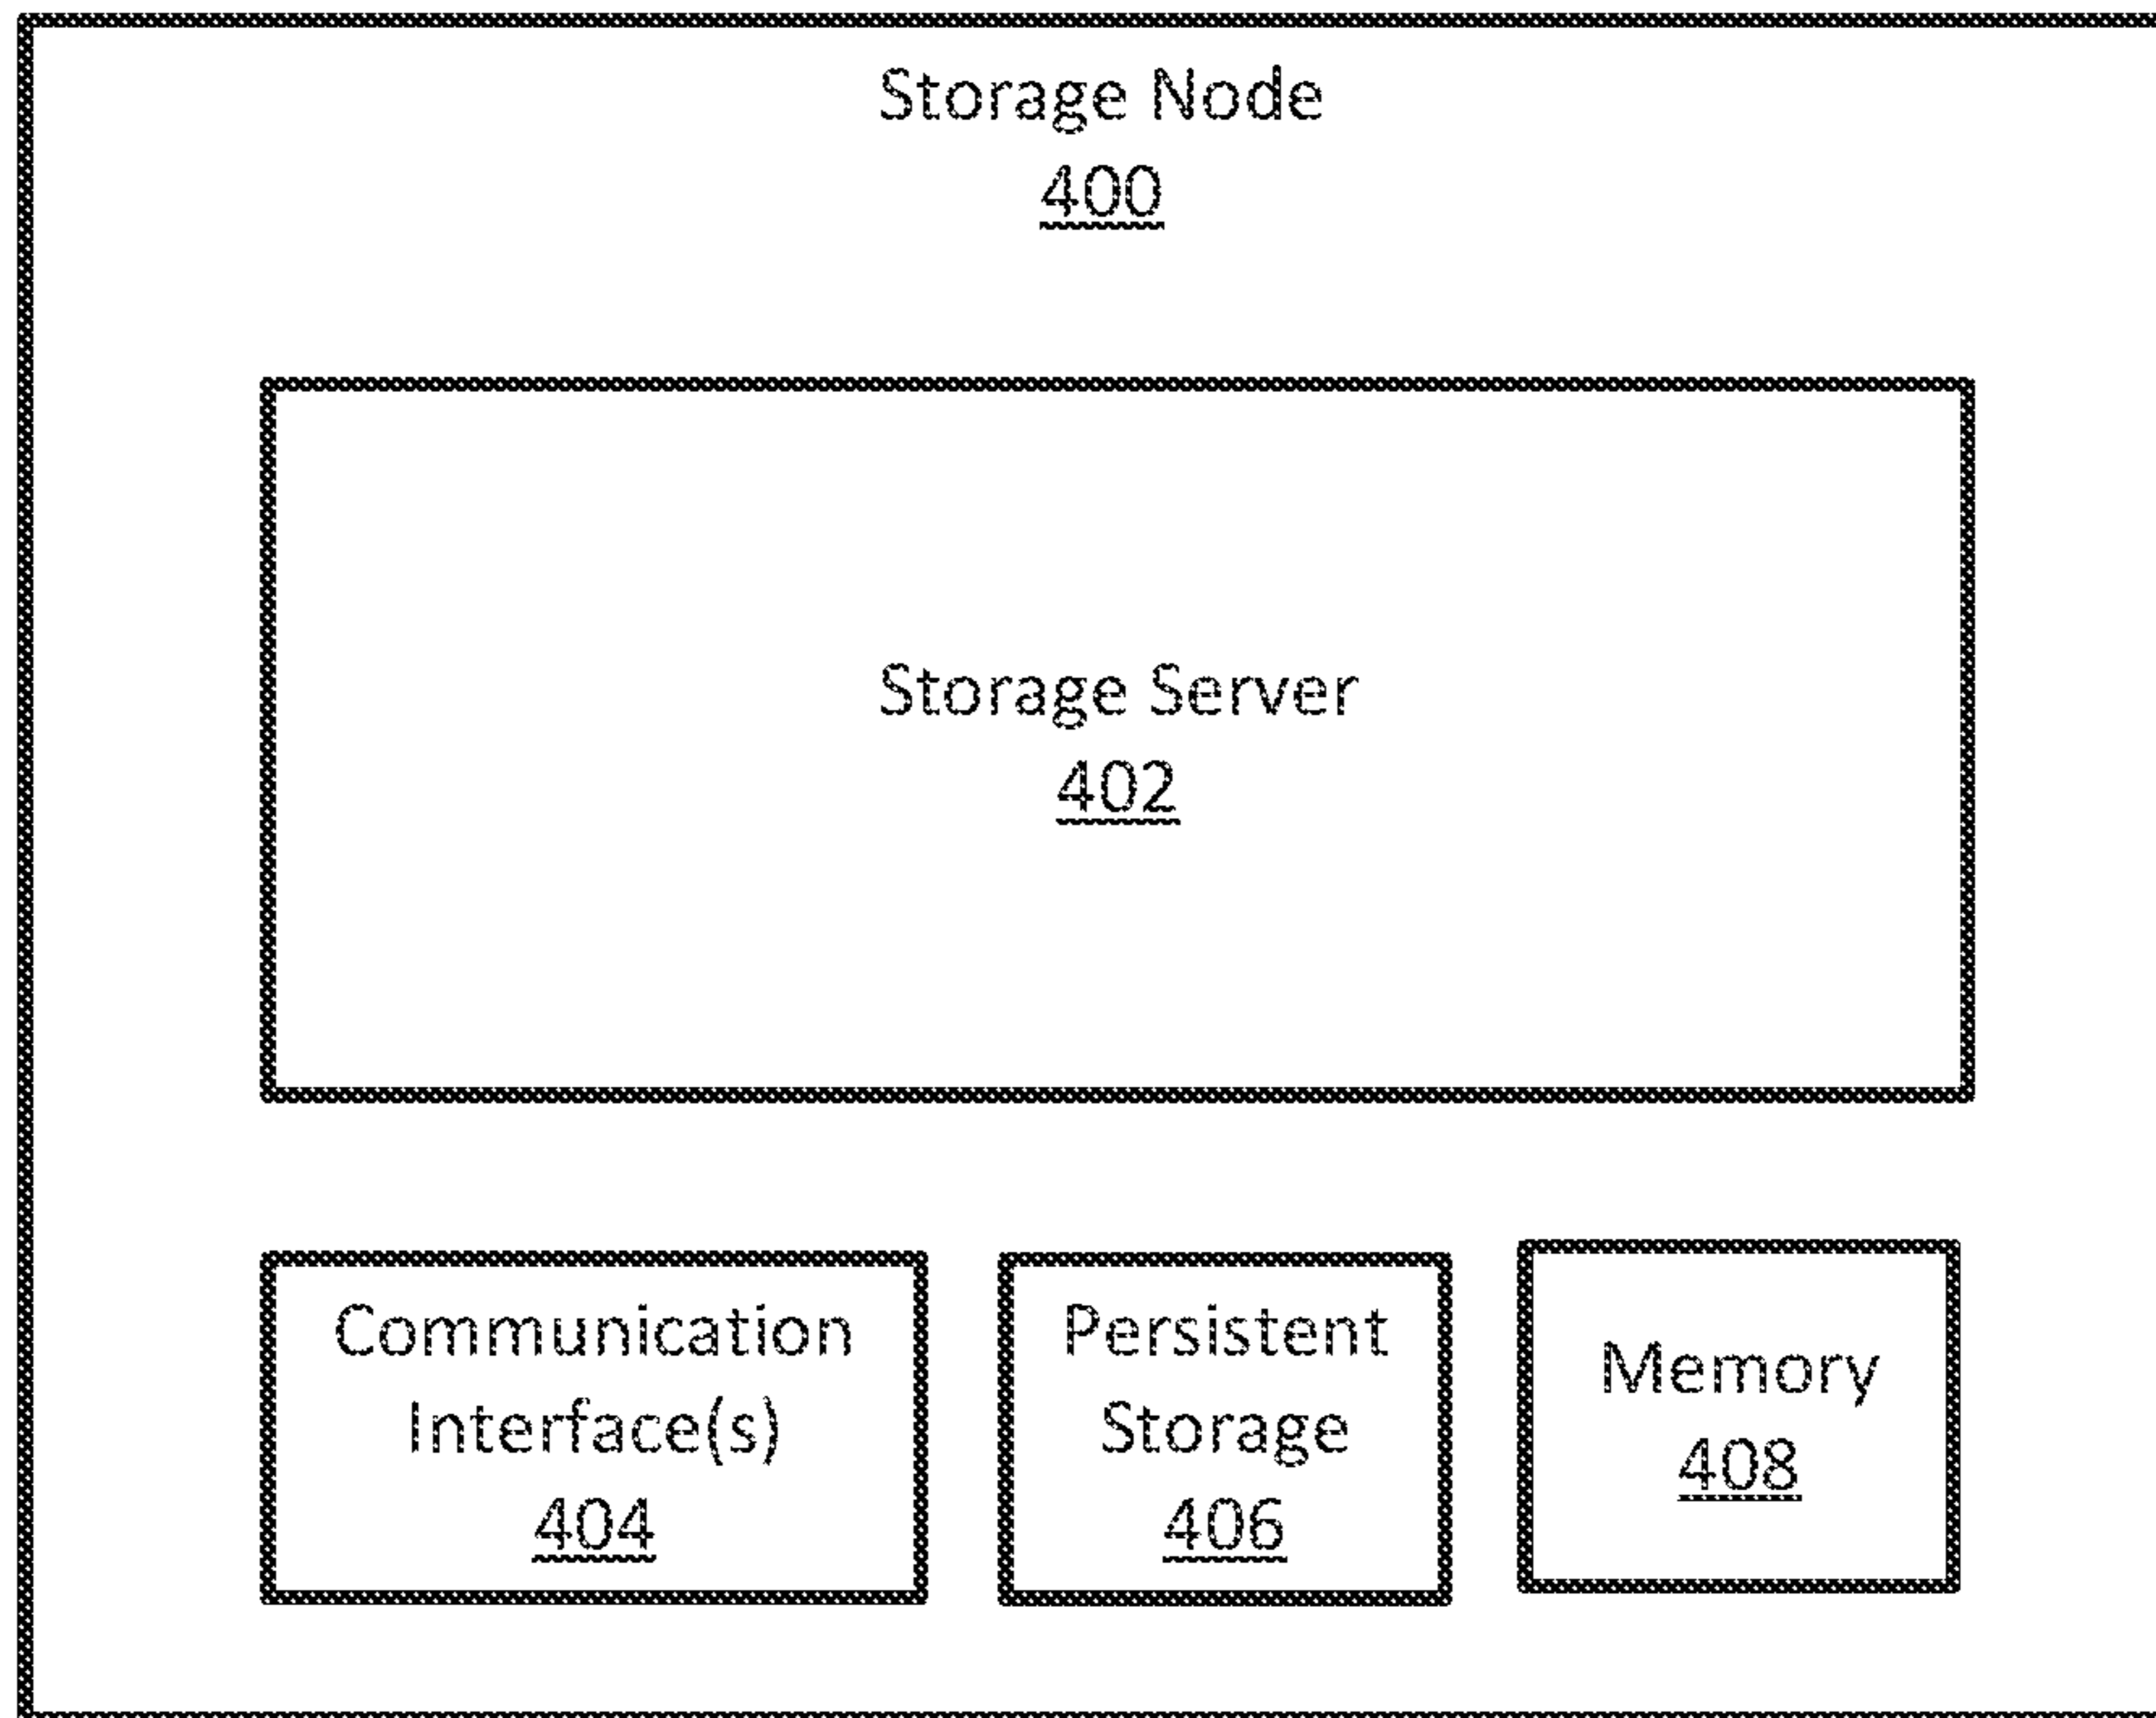 Storage Node
400
Storage Server
402
Communication
Interface(s)
404
Persistent
Storage
406
Memory
408